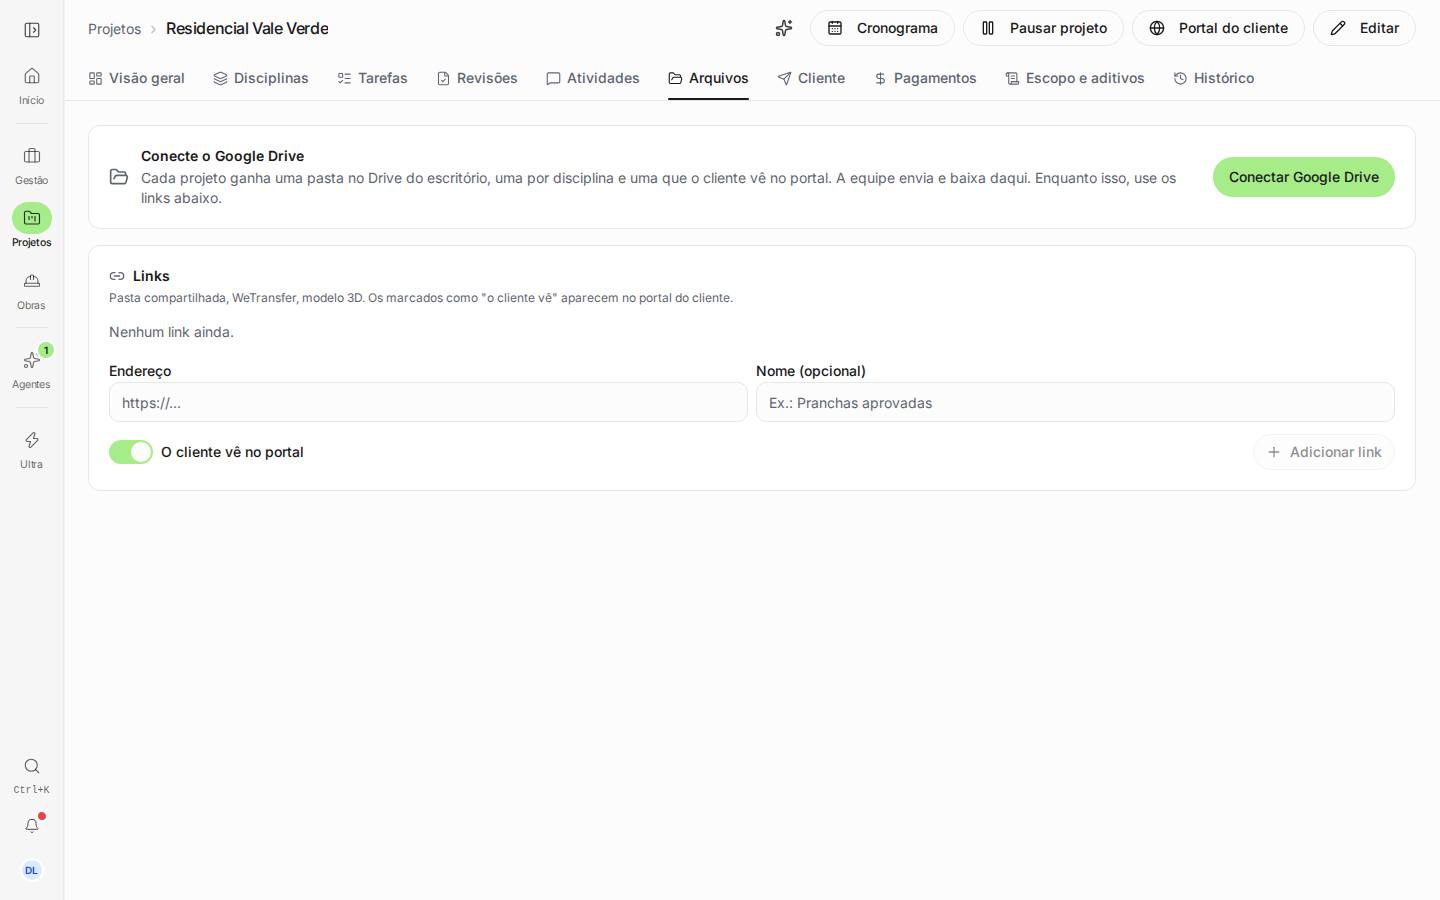 Projetos
Residencial Vale Verde
Cronograma
Pausar projeto
Portal do cliente
Editar
Visão geral
Disciplinas
Tarefas
Revisões
Atividades
Arquivos
Cliente
Pagamentos
Escopo e aditivos
Histórico
Início
Gestão
Projetos
Obras
1
Agentes
Ultra
Ctrl+K
DL
Conecte o Google Drive
Cada projeto ganha uma pasta no Drive do escritório, uma por disciplina e uma que o cliente vê no portal. A equipe envia e baixa daqui. Enquanto isso, use os
links abaixo.
Conectar Google Drive
Links
Pasta compartilhada, WeTransfer, modelo 3D. Os marcados como "o cliente vê" aparecem no portal do cliente.
Nenhum link ainda.
Endereço
Nome (opcional)
https://...
Ex.: Pranchas aprovadas
O cliente vê no portal
Adicionar link